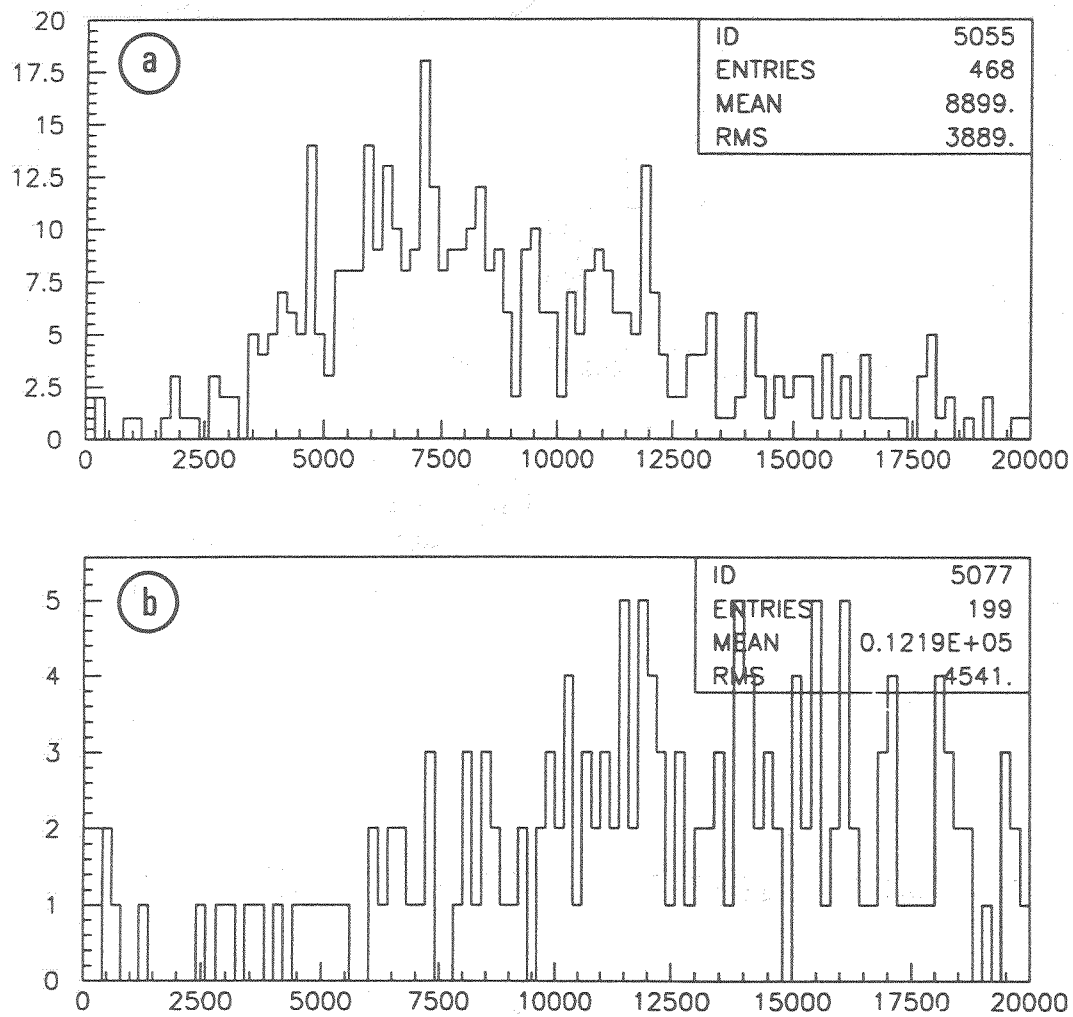 20
a
ID 5055
17.5
ENTRIES 468
MEAN 8899.
15
RMS 3889.
12.5
10
7.5
5
2.5
0
0 2500 5000 7500 10000 12500 15000 17500 20000
b
ID 5077
5
ENTRIES 199
MEAN 0.1219E+05
4
RMS 4541.
3
2
1
0
0 2500 5000 7500 10000 12500 15000 17500 20000